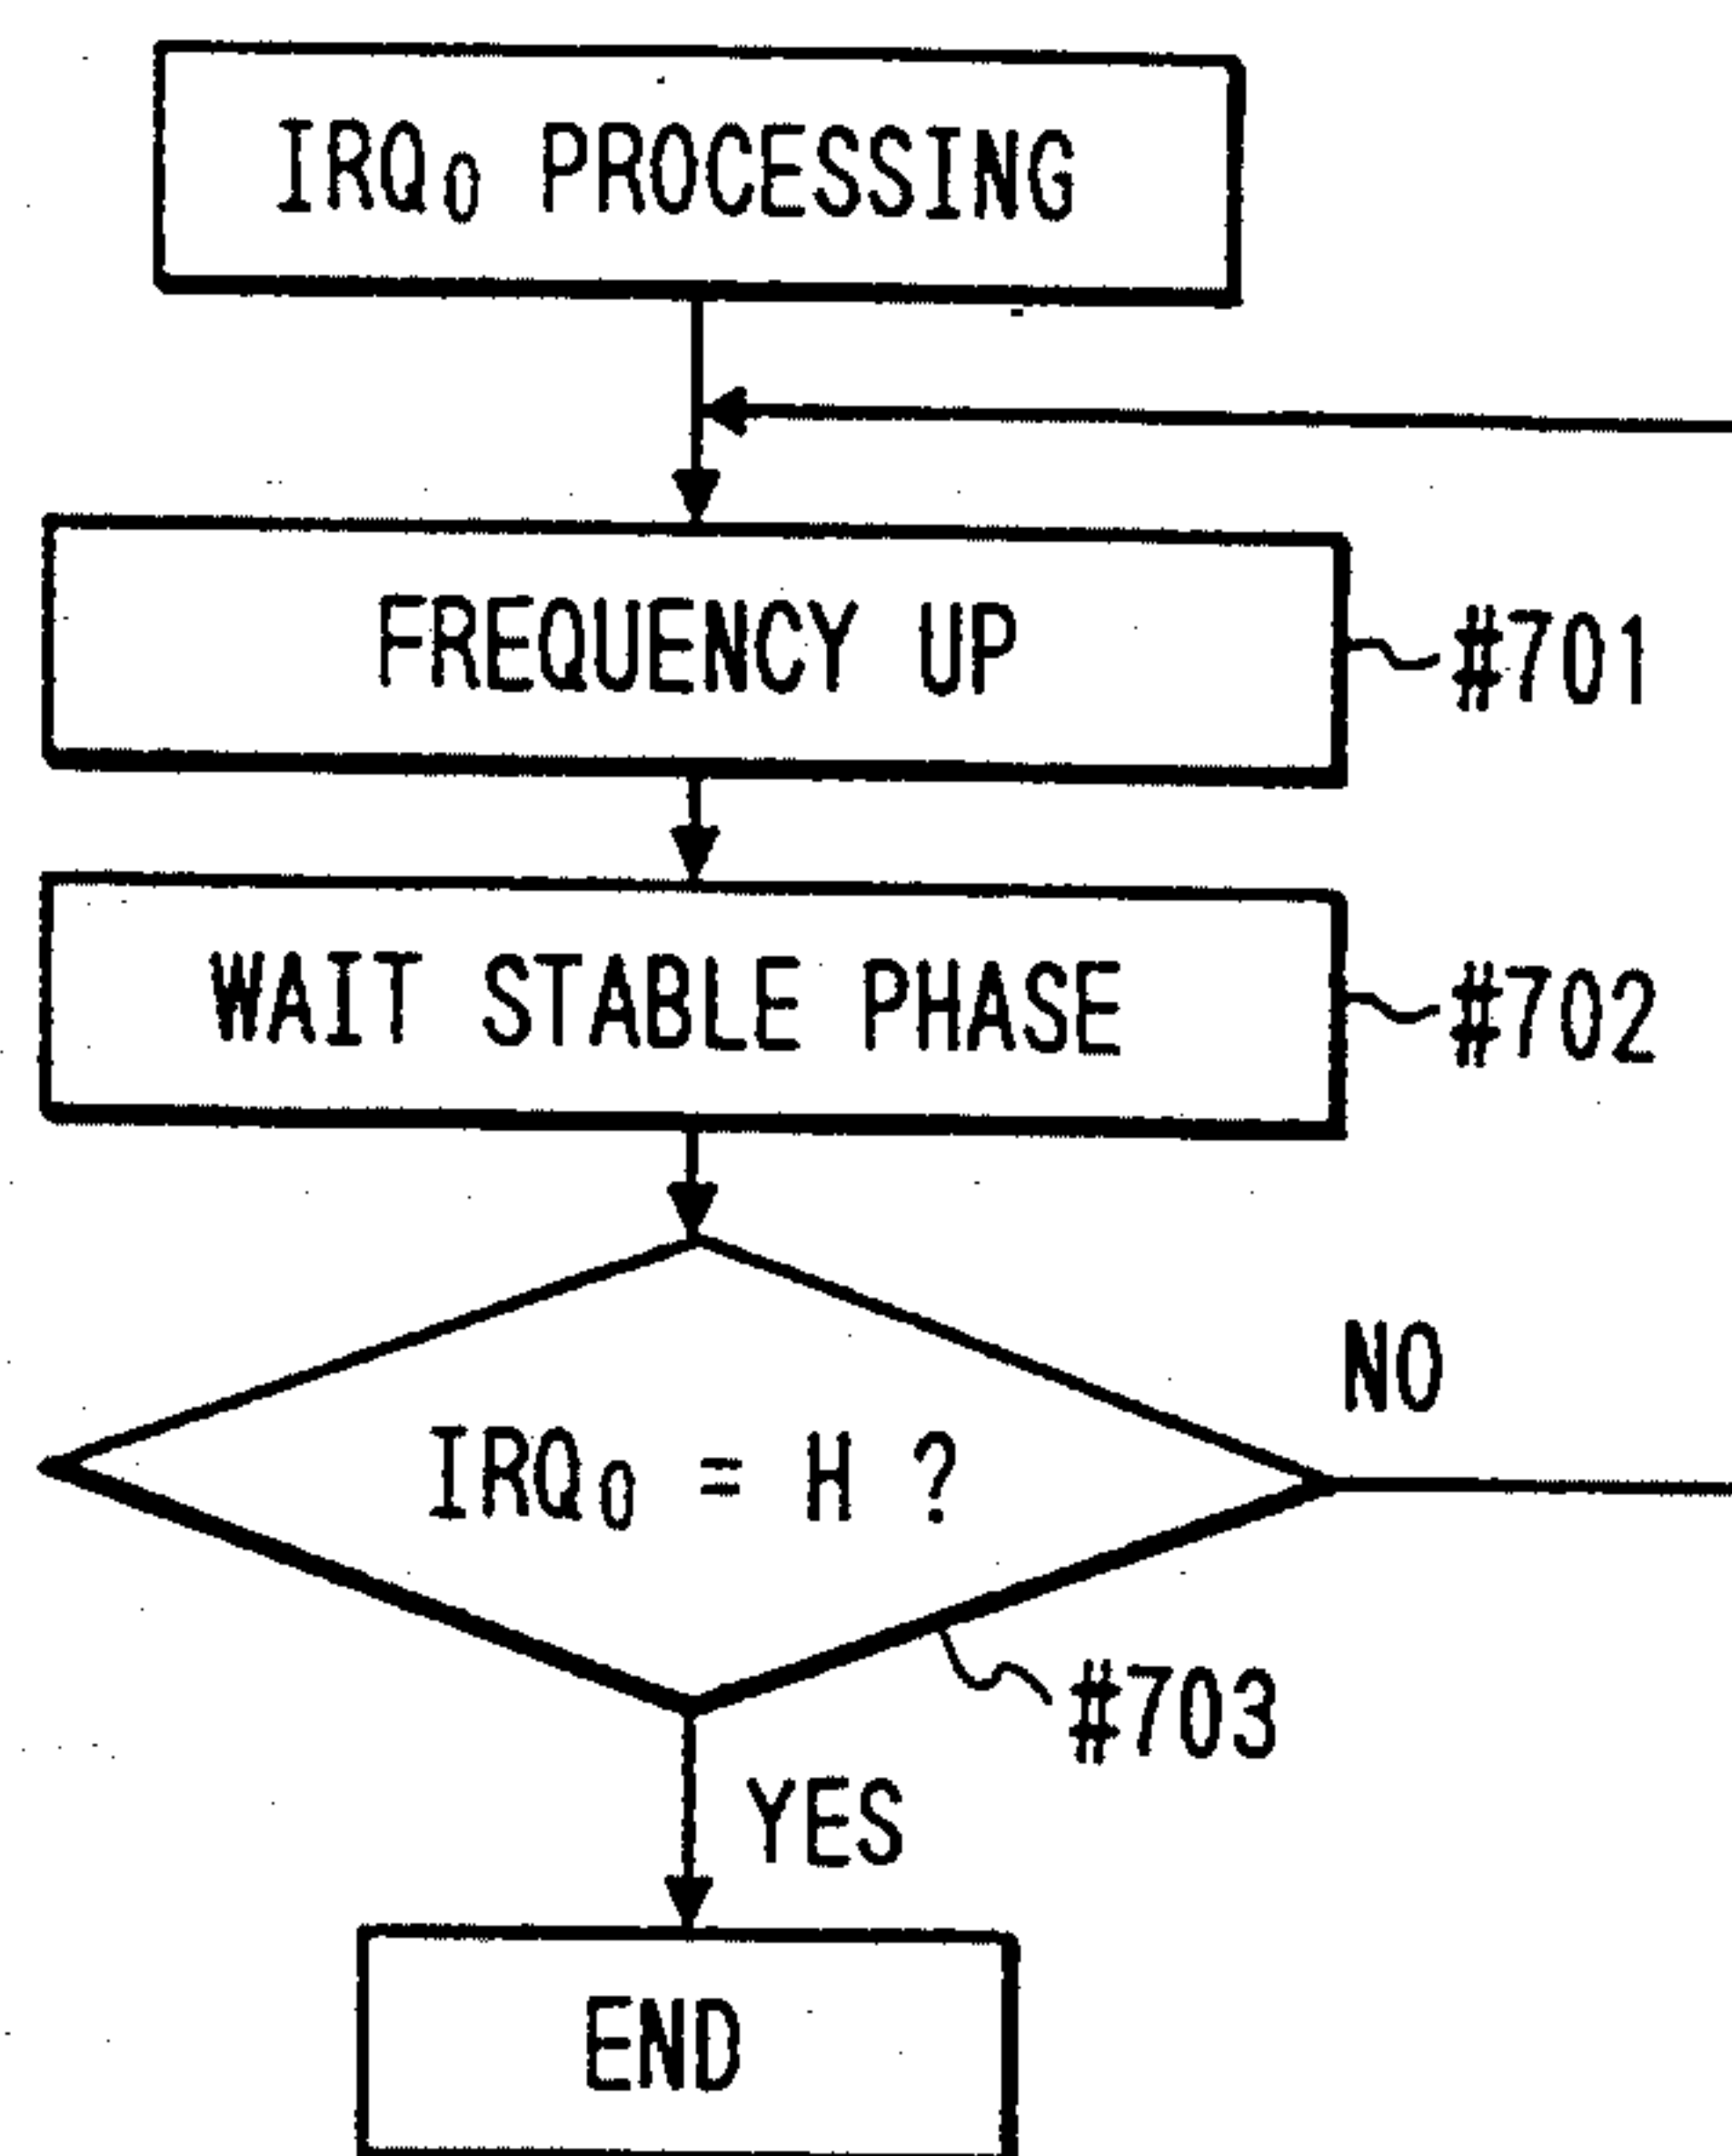 IRQ0 PROCESSING
FREQUENCY UP
#701
WAIT STABLE PHASE
#702
NO
IRQ0 = H ?
#703
YES
END